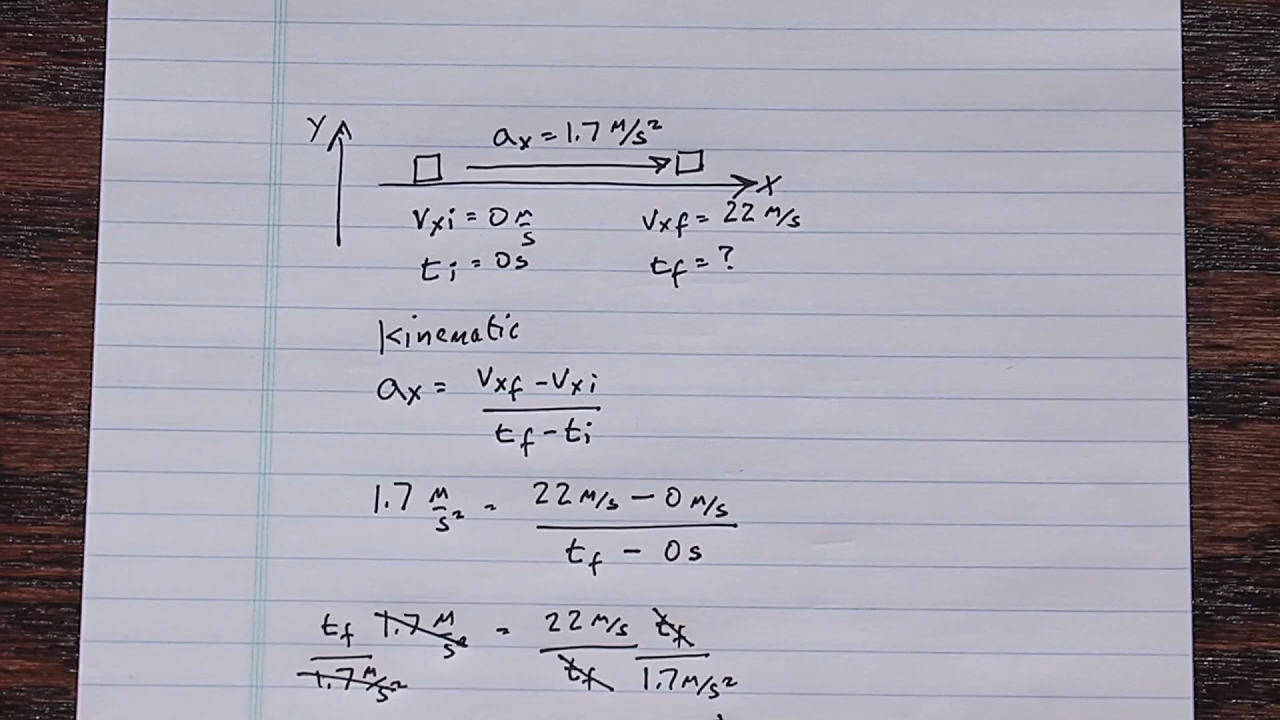 Y
ax = 1.7 M/s²
X
Vxi = 0 M/s Vxf = 22 M/s
ti = 0s tf = ?
Kinematic
ax = Vxf - Vxi / tf - ti
1.7 M/s² = 22 M/s - 0 M/s / tf - 0s
tf 1.7 M/s² / 1.7 M/s² = 22 M/s tf / tf 1.7 M/s²